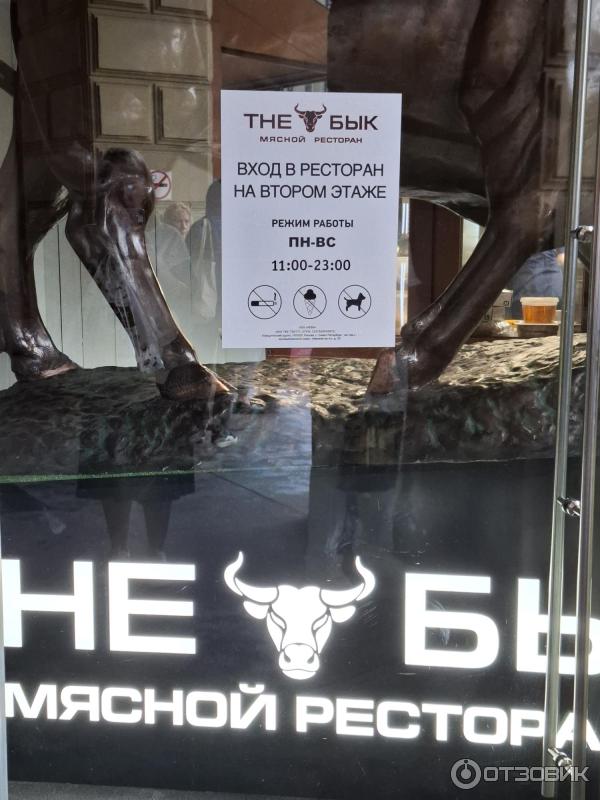 THE БЫК
МЯСНОЙ РЕСТОРАН
ВХОД В РЕСТОРАН
НА ВТОРОМ ЭТАЖЕ
РЕЖИМ РАБОТЫ
ПН-ВС
11:00-23:00
НЕ БЫ
МЯСНОЙ РЕСТОРА
ОТЗОВИК